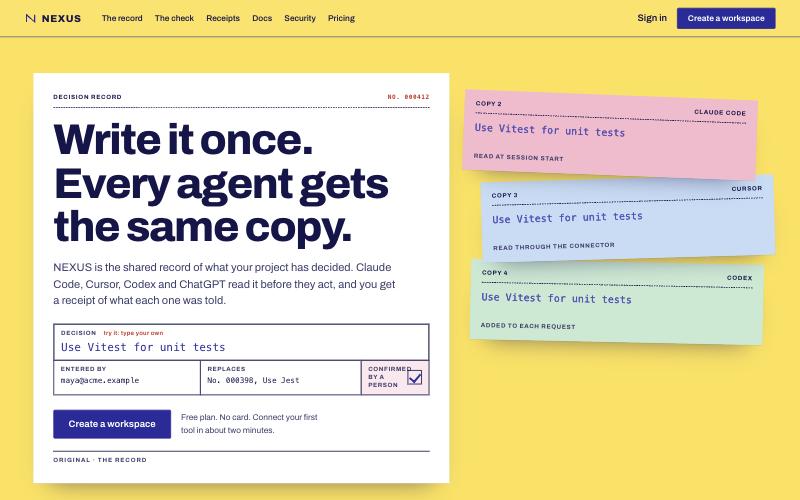 NEXUS
The record
The check
Receipts
Docs
Security
Pricing
Sign in
Create a workspace
DECISION RECORD
NO. 000412
Write it once.
Every agent gets
the same copy.
NEXUS is the shared record of what your project has decided. Claude
Code, Cursor, Codex and ChatGPT read it before they act, and you get
a receipt of what each one was told.
DECISION try it: type your own
Use Vitest for unit tests
ENTERED BY
maya@acme.example
REPLACES
No. 000398, Use Jest
CONFIRMED
BY A
PERSON
Create a workspace
Free plan. No card. Connect your first
tool in about two minutes.
ORIGINAL · THE RECORD
COPY 2
CLAUDE CODE
Use Vitest for unit tests
READ AT SESSION START
COPY 3
CURSOR
Use Vitest for unit tests
READ THROUGH THE CONNECTOR
COPY 4
CODEX
Use Vitest for unit tests
ADDED TO EACH REQUEST